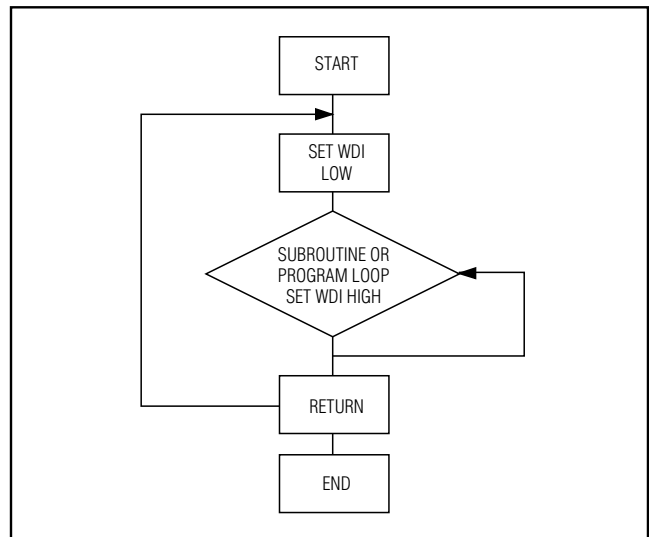 START
SET WDI
LOW
SUBROUTINE OR
PROGRAM LOOP
SET WDI HIGH
RETURN
END